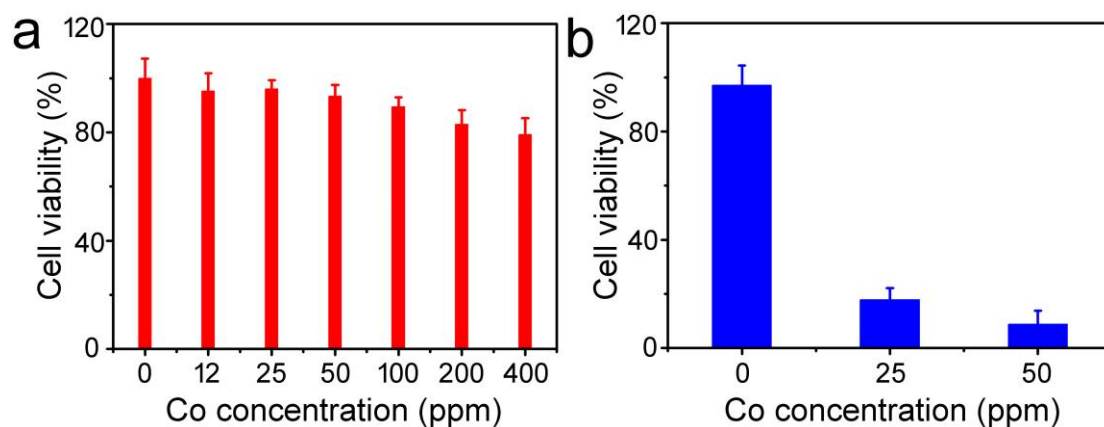 a
Cell viability (%)
120
80
40
0
0 12 25 50 100 200 400
Co concentration (ppm)
b
Cell viability (%)
120
80
40
0
0 25 50
Co concentration (ppm)